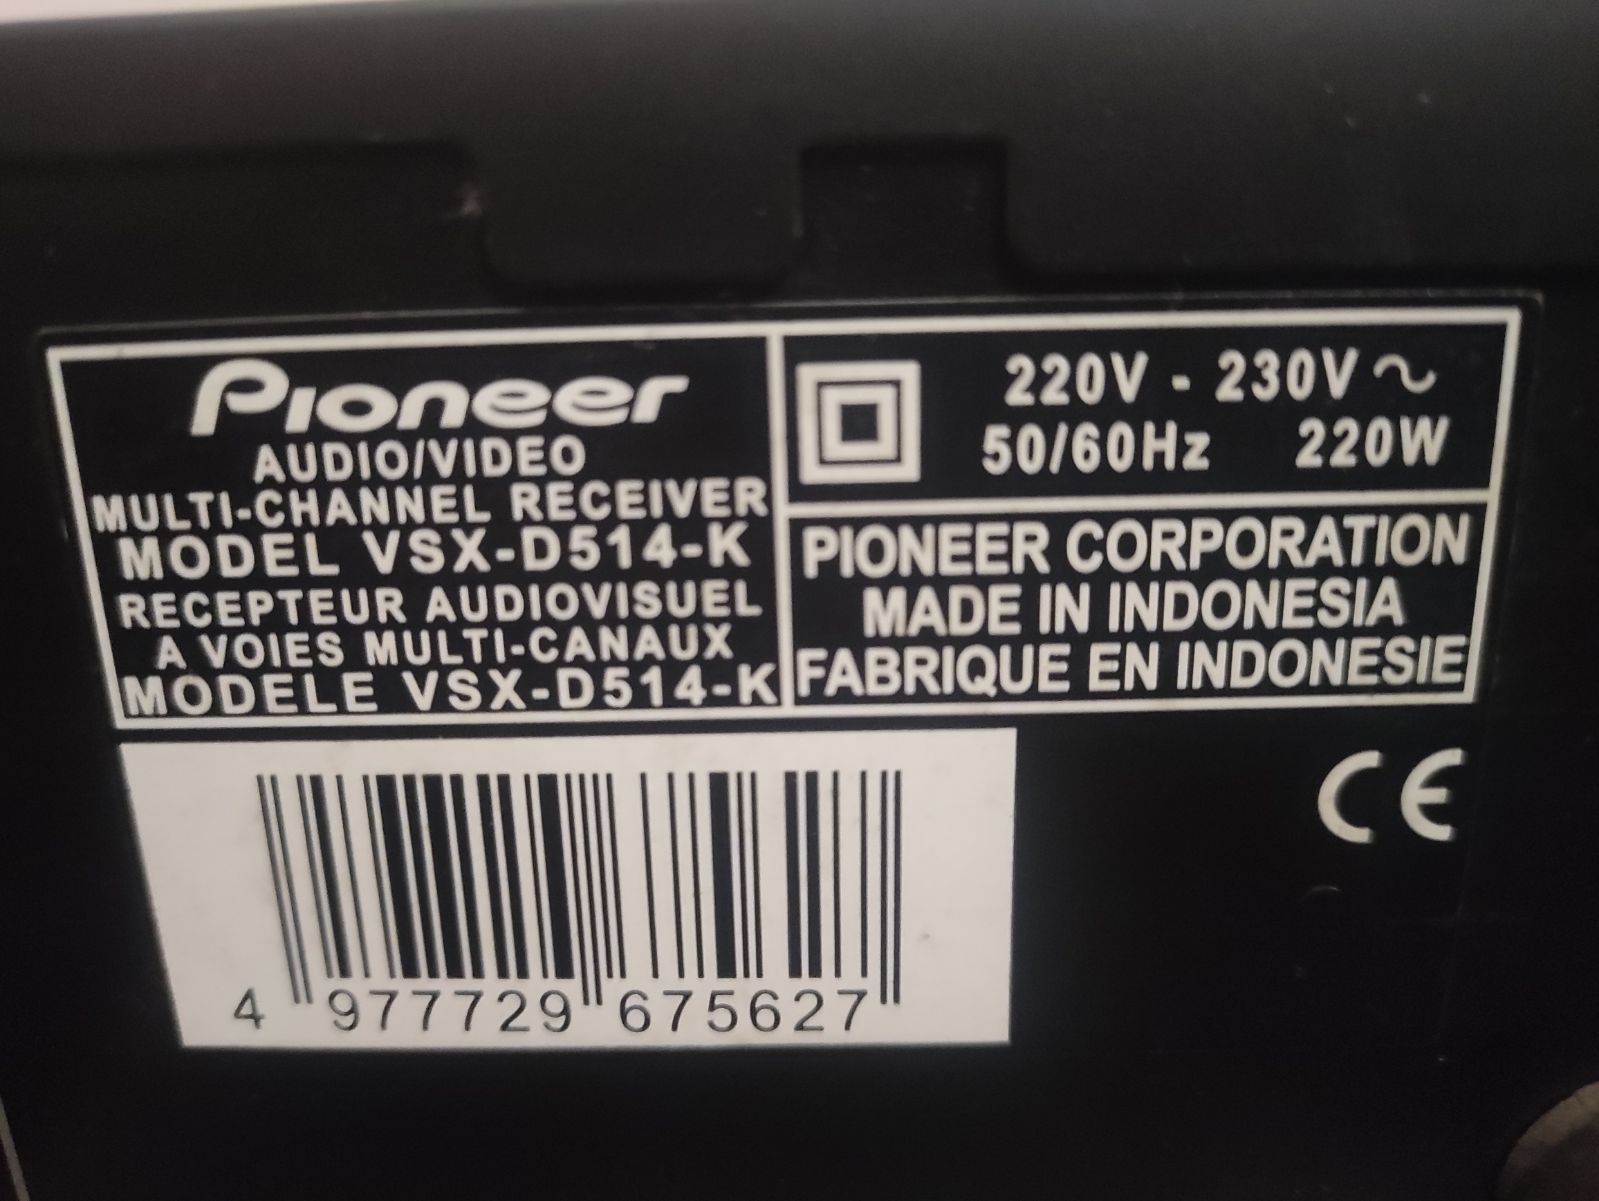 Pioneer
AUDIO/VIDEO
MULTI-CHANNEL RECEIVER
MODEL VSX-D514-K
RECEPTEUR AUDIOVISUEL
A VOIES MULTI-CANAUX
MODELE VSX-D514-K
220V - 230V ~
50/60Hz 220W
PIONEER CORPORATION
MADE IN INDONESIA
FABRIQUE EN INDONESIE
CE
4 977729 675627